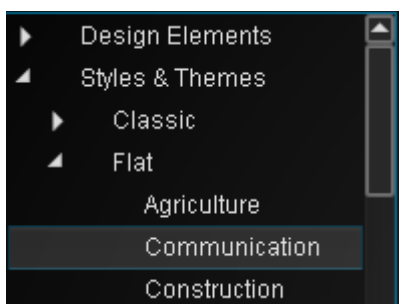 Design Elements
Styles & Themes
Classic
Flat
Agriculture
Communication
Construction